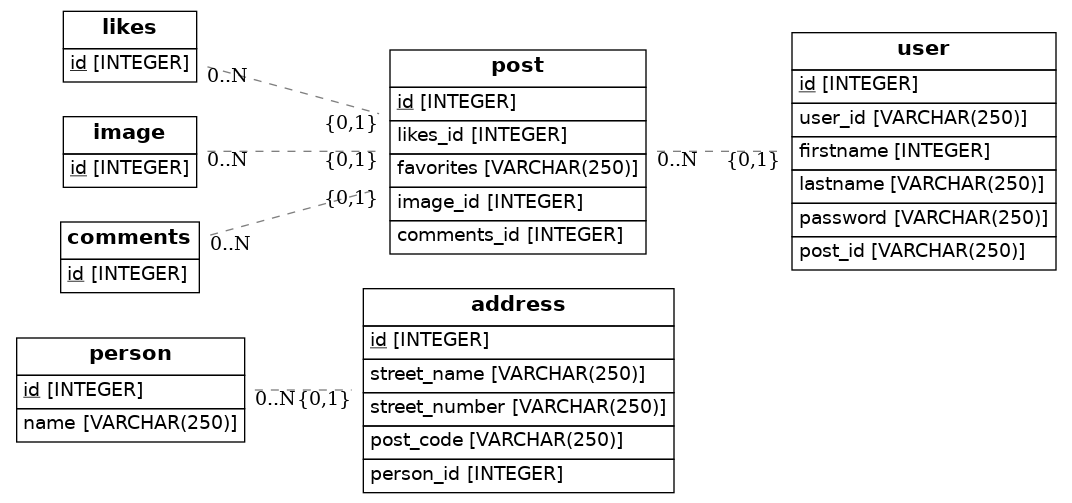 likes
id [INTEGER]
0..N
{0,1}
image
id [INTEGER]
0..N
{0,1}
comments
id [INTEGER]
0..N
{0,1}
post
id [INTEGER]
likes_id [INTEGER]
favorites [VARCHAR(250)]
image_id [INTEGER]
comments_id [INTEGER]
0..N
{0,1}
user
id [INTEGER]
user_id [VARCHAR(250)]
firstname [INTEGER]
lastname [VARCHAR(250)]
password [VARCHAR(250)]
post_id [VARCHAR(250)]
person
id [INTEGER]
name [VARCHAR(250)]
0..N
{0,1}
address
id [INTEGER]
street_name [VARCHAR(250)]
street_number [VARCHAR(250)]
post_code [VARCHAR(250)]
person_id [INTEGER]